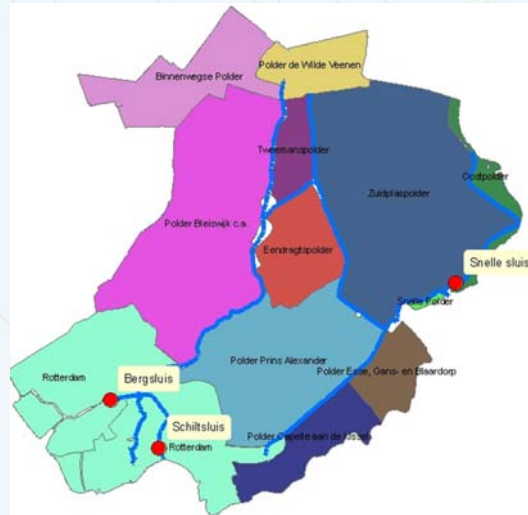 Polder de Wilde Veenen
Binnenwegse Polder
Tweemanspolder
Oostpolder
Zuidplaspolder
Polder Bleiswijk c.a.
Eendragtspolder
Snelle sluis
Snelle Polder
Polder Prins Alexander
Rotterdam
Polder Esse, Gans- en Blaardorp
Bergsluis
Schiltsluis
Polder Capelle aan de IJssel
Rotterdam